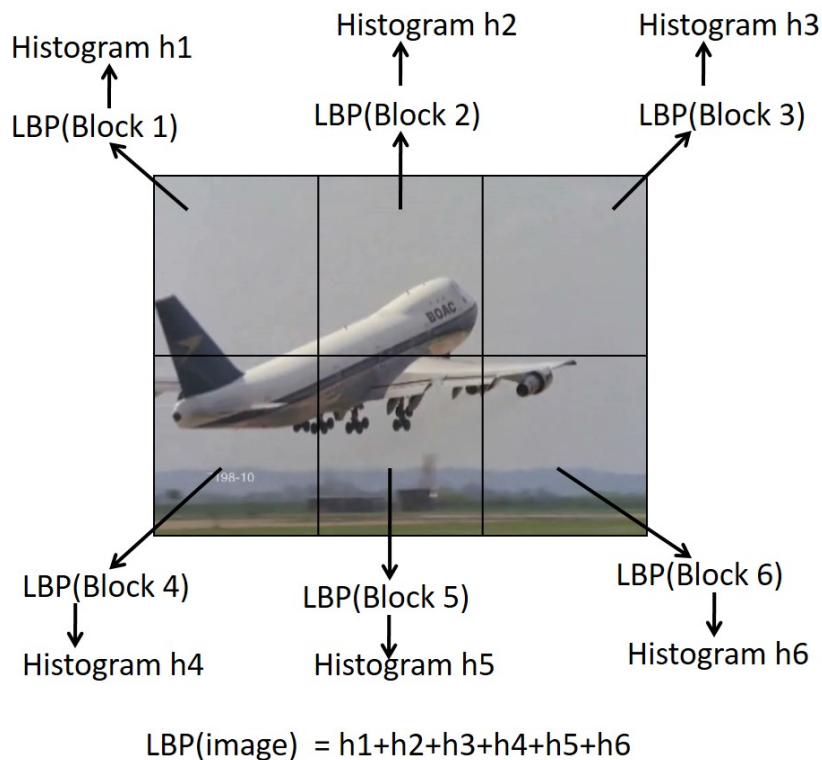 Histogram h1
Histogram h2
Histogram h3
LBP(Block 1)
LBP(Block 2)
LBP(Block 3)
BOAC
198-10
LBP(Block 4)
LBP(Block 5)
LBP(Block 6)
Histogram h4
Histogram h5
Histogram h6
LBP(image) = h1+h2+h3+h4+h5+h6